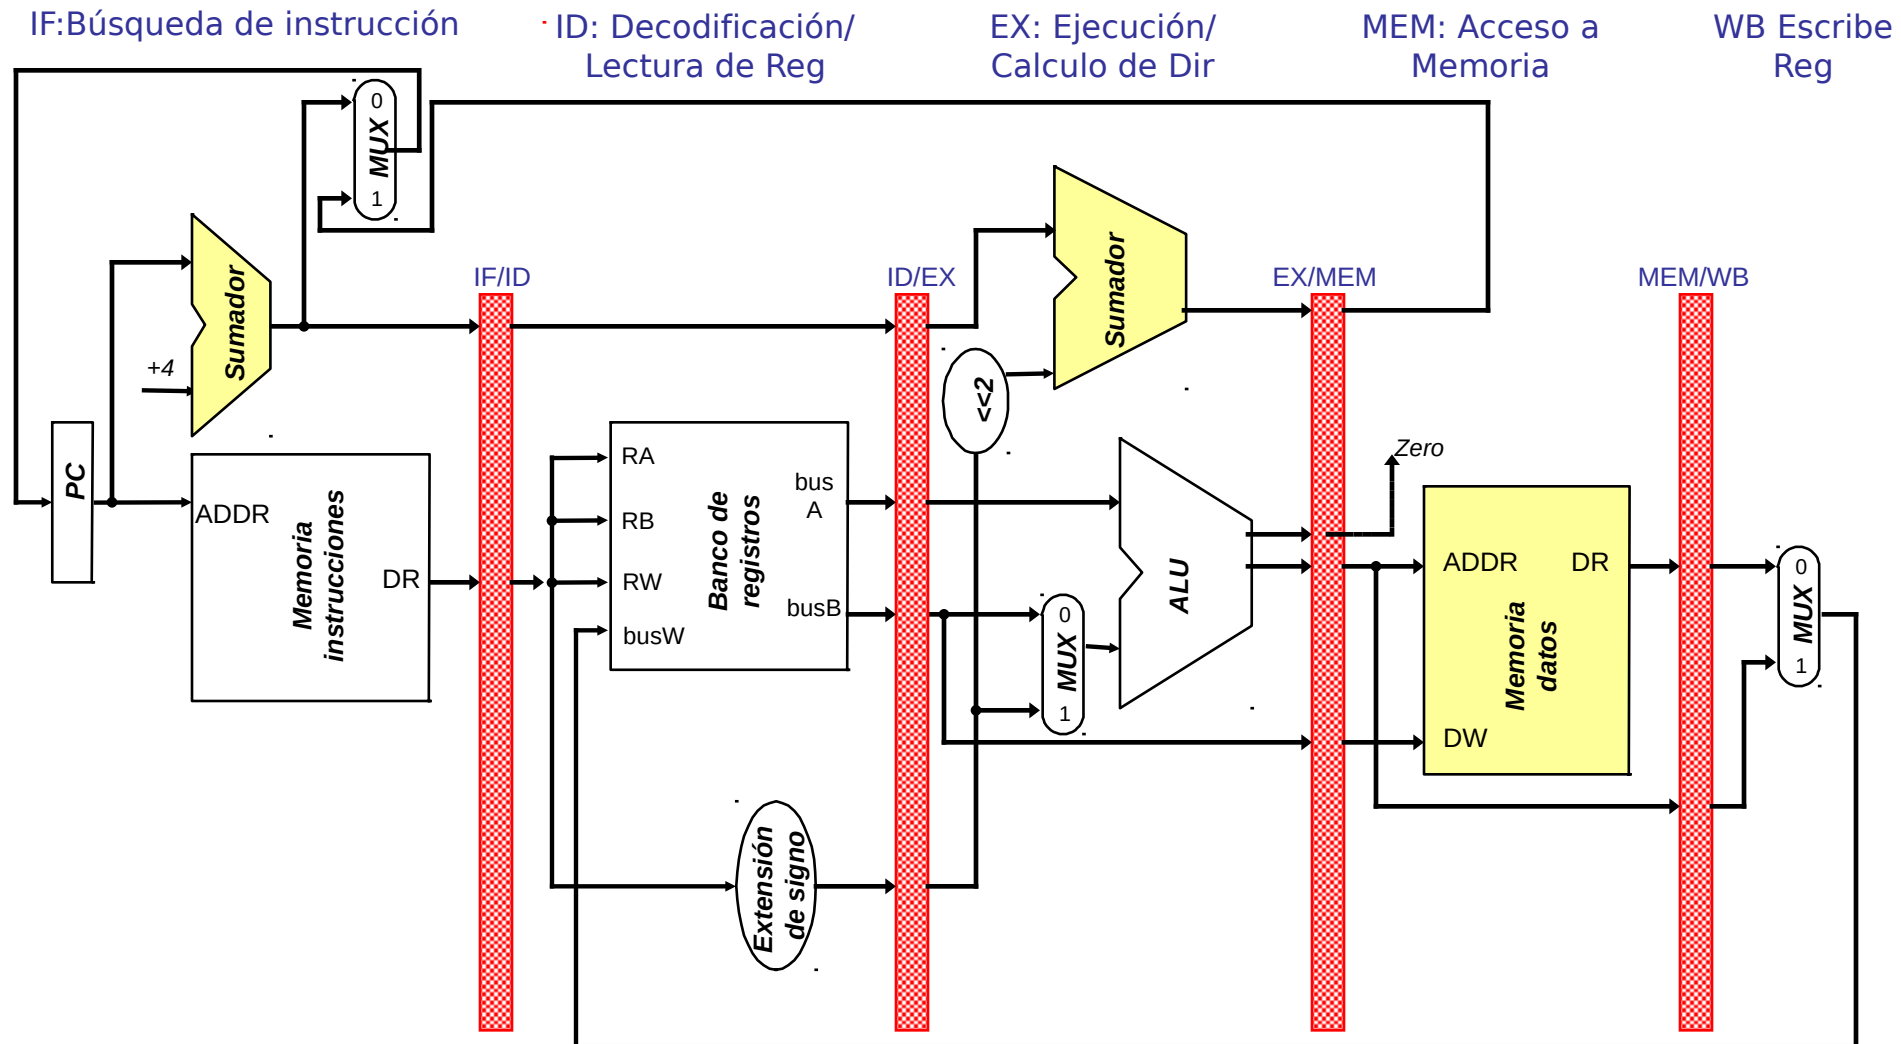 IF:Búsqueda de instrucción
ID: Decodificación/
Lectura de Reg
EX: Ejecución/
Calculo de Dir
MEM: Acceso a
Memoria
WB Escribe
Reg
0
MUX
1
Sumador
+4
PC
ADDR
Memoria
instrucciones
DR
IF/ID
RA
RB
RW
busW
Banco de
registros
bus
A
busB
Extensión
de signo
ID/EX
<<2
Sumador
0
MUX
1
ALU
EX/MEM
Zero
ADDR
DR
Memoria
datos
DW
MEM/WB
0
MUX
1